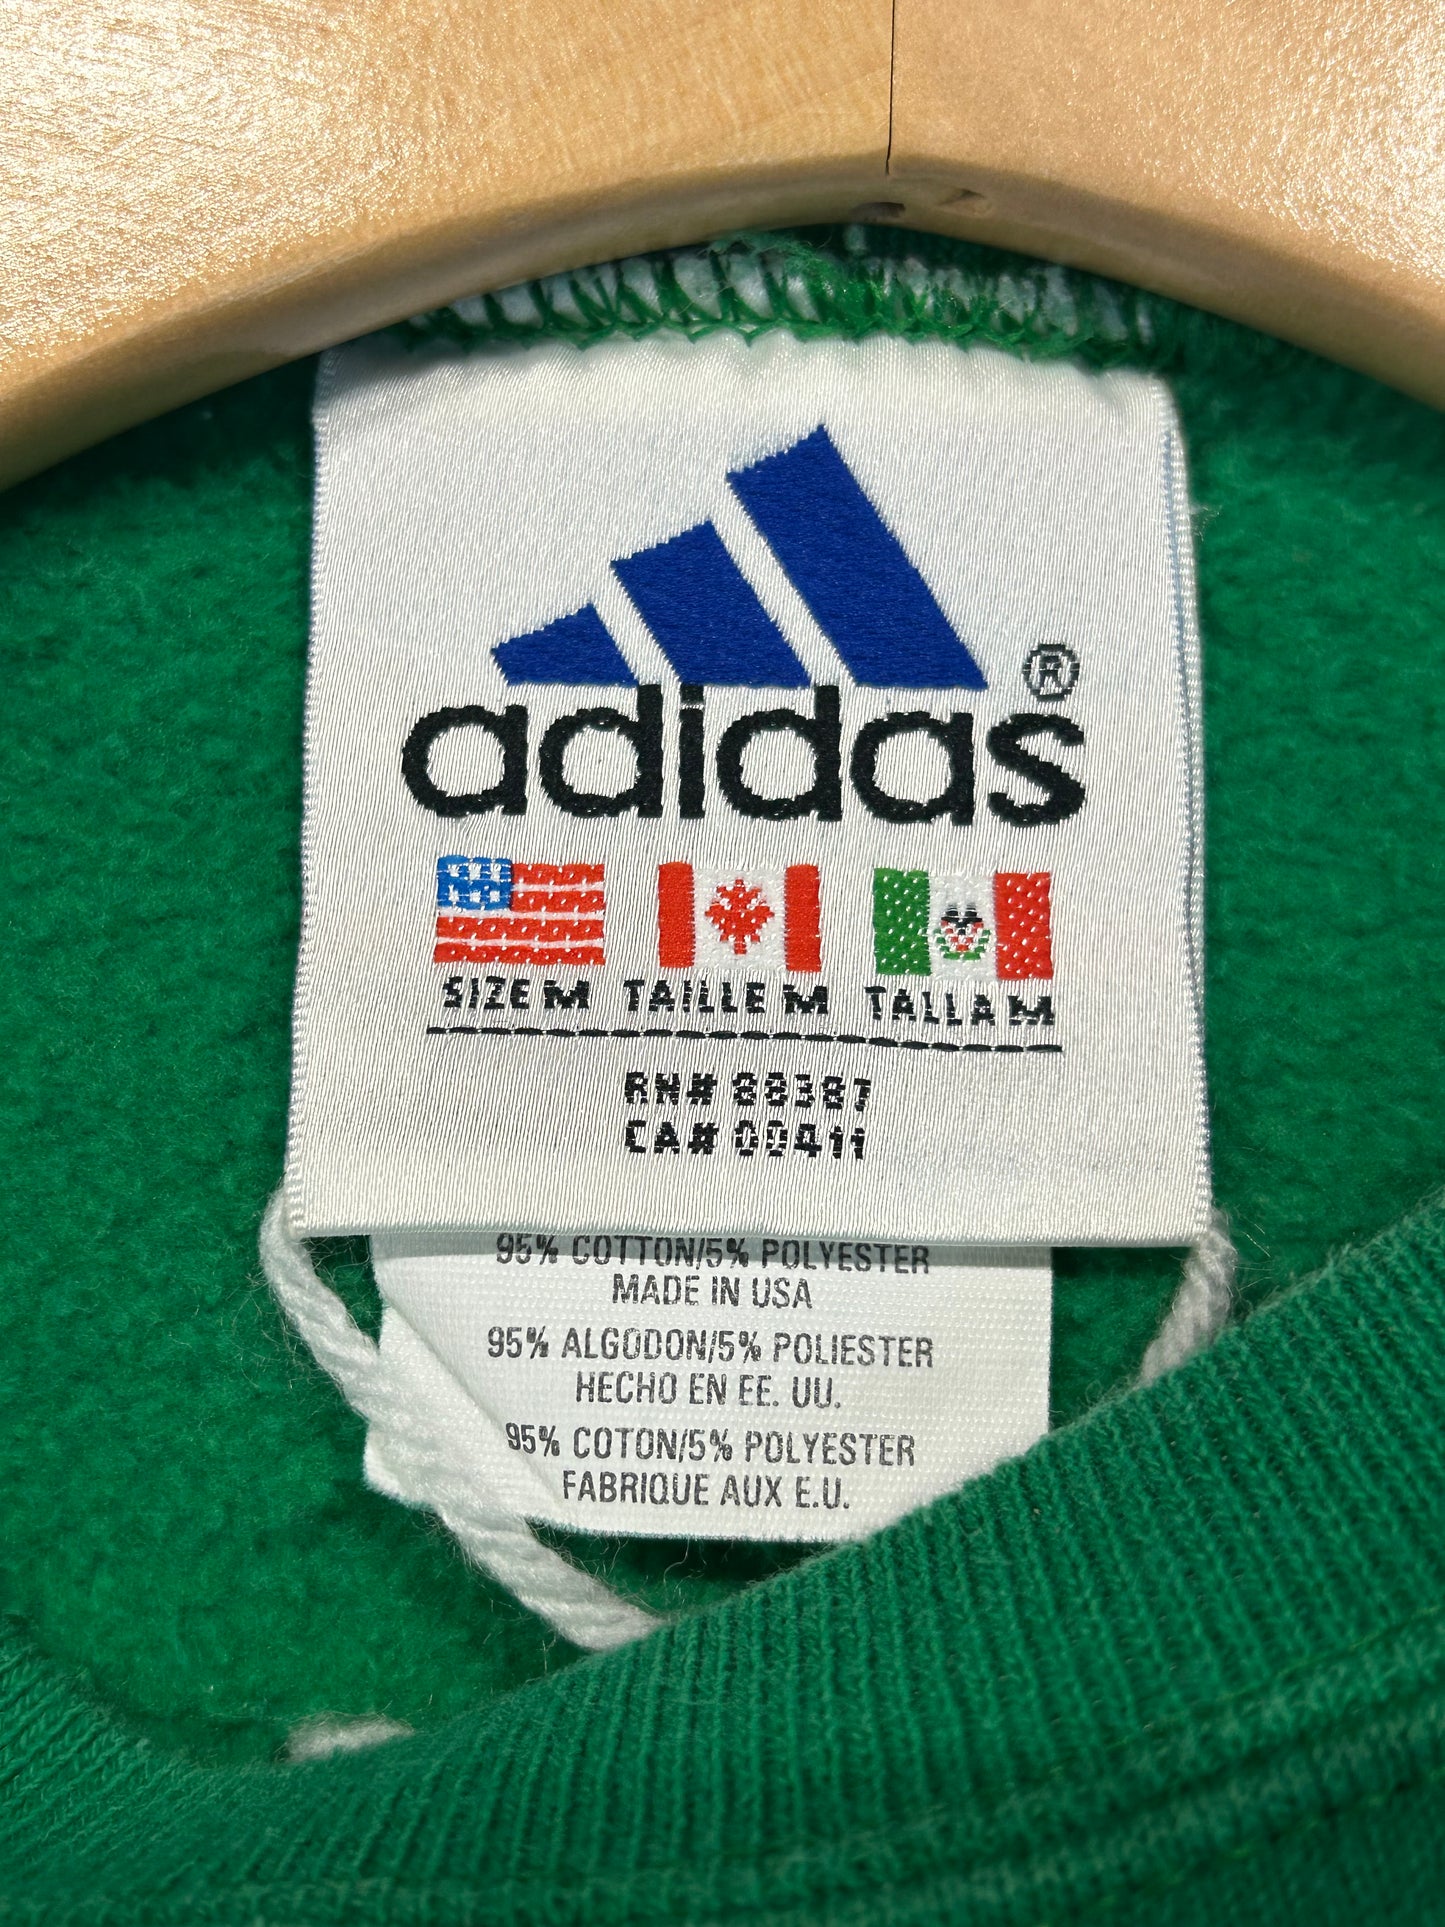 adidas ®
SIZE M TAILLE M TALLA M
RN# 88387
CA# 00411
95% COTTON/5% POLYESTER
MADE IN USA
95% ALGODON/5% POLIESTER
HECHO EN EE. UU.
95% COTON/5% POLYESTER
FABRIQUE AUX E.U.